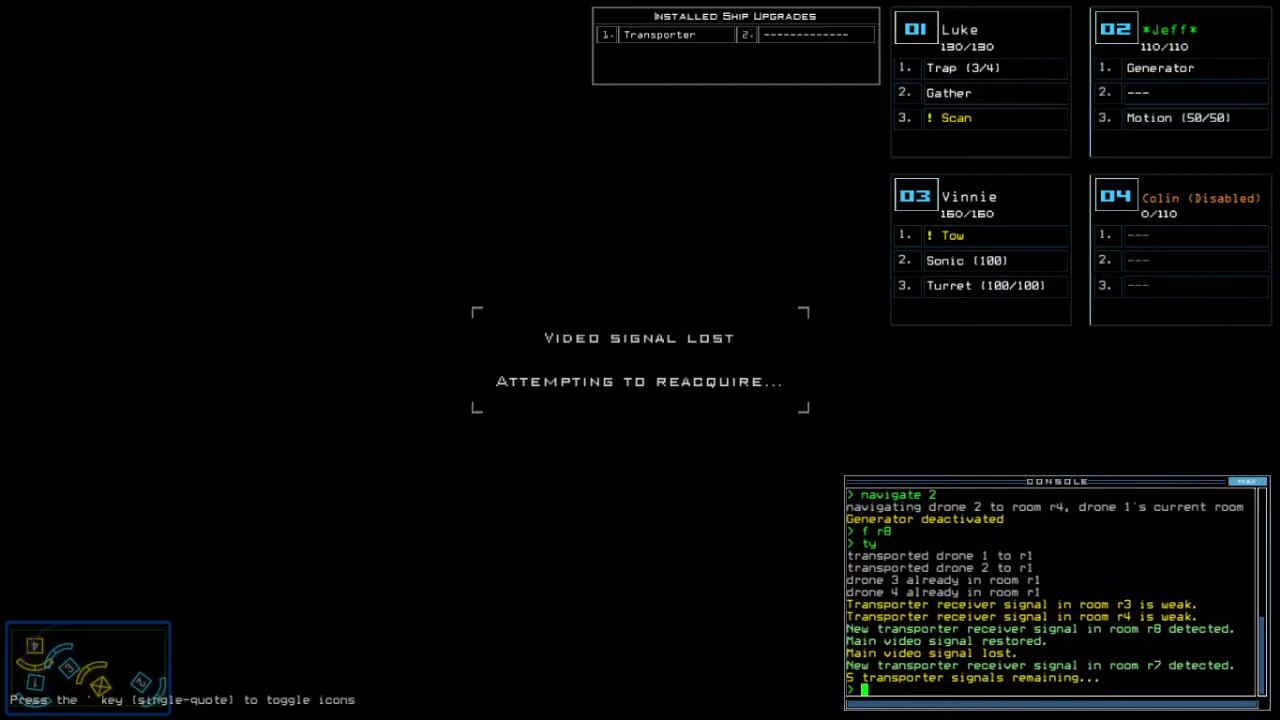 Installed Ship Upgrades
1. Transporter 2. -------------
01 Luke
130/130
1. Trap (3/4)
2. Gather
3. ! Scan
02 *Jeff*
110/110
1. Generator
2. ---
3. Motion (50/50)
03 Vinnie
160/160
1. ! Tow
2. Sonic (100)
3. Turret (100/100)
04 Colin (Disabled)
0/110
1. ---
2. ---
3. ---
Video signal lost
Attempting to reacquire...
Console
MAX
> navigate 2
navigating drone 2 to room r4, drone 1's current room
Generator deactivated
> f r8
> ty
transported drone 1 to r1
transported drone 2 to r1
drone 3 already in room r1
drone 4 already in room r1
Transporter receiver signal in room r3 is weak.
Transporter receiver signal in room r4 is weak.
New transporter receiver signal in room r8 detected.
Main video signal restored.
Main video signal lost.
New transporter receiver signal in room r7 detected.
5 transporter signals remaining...
>
4
3
1
2
Press the ' key (single-quote) to toggle icons